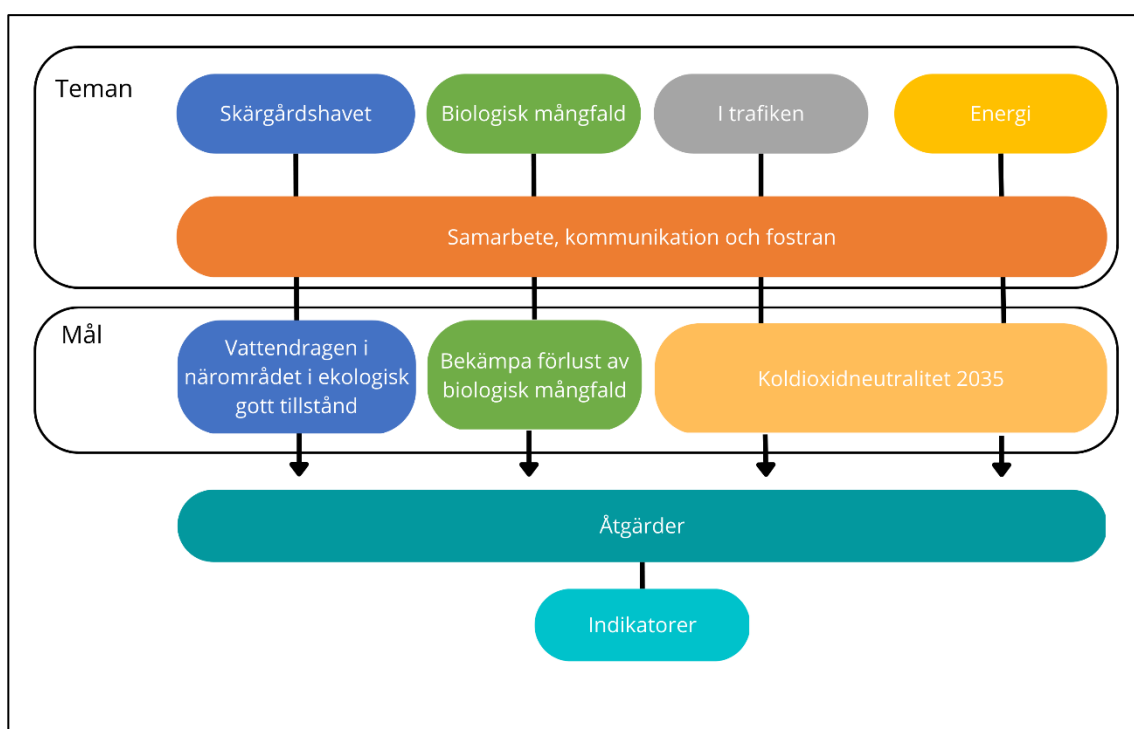 Teman
Skärgårdshavet
Biologisk mångfald
I trafiken
Energi
Samarbete, kommunikation och fostran
Mål
Vattendragen i
närområdet i ekologisk
gott tillstånd
Bekämpa förlust av
biologisk mångfald
Koldioxidneutralitet 2035
Åtgärder
Indikatorer